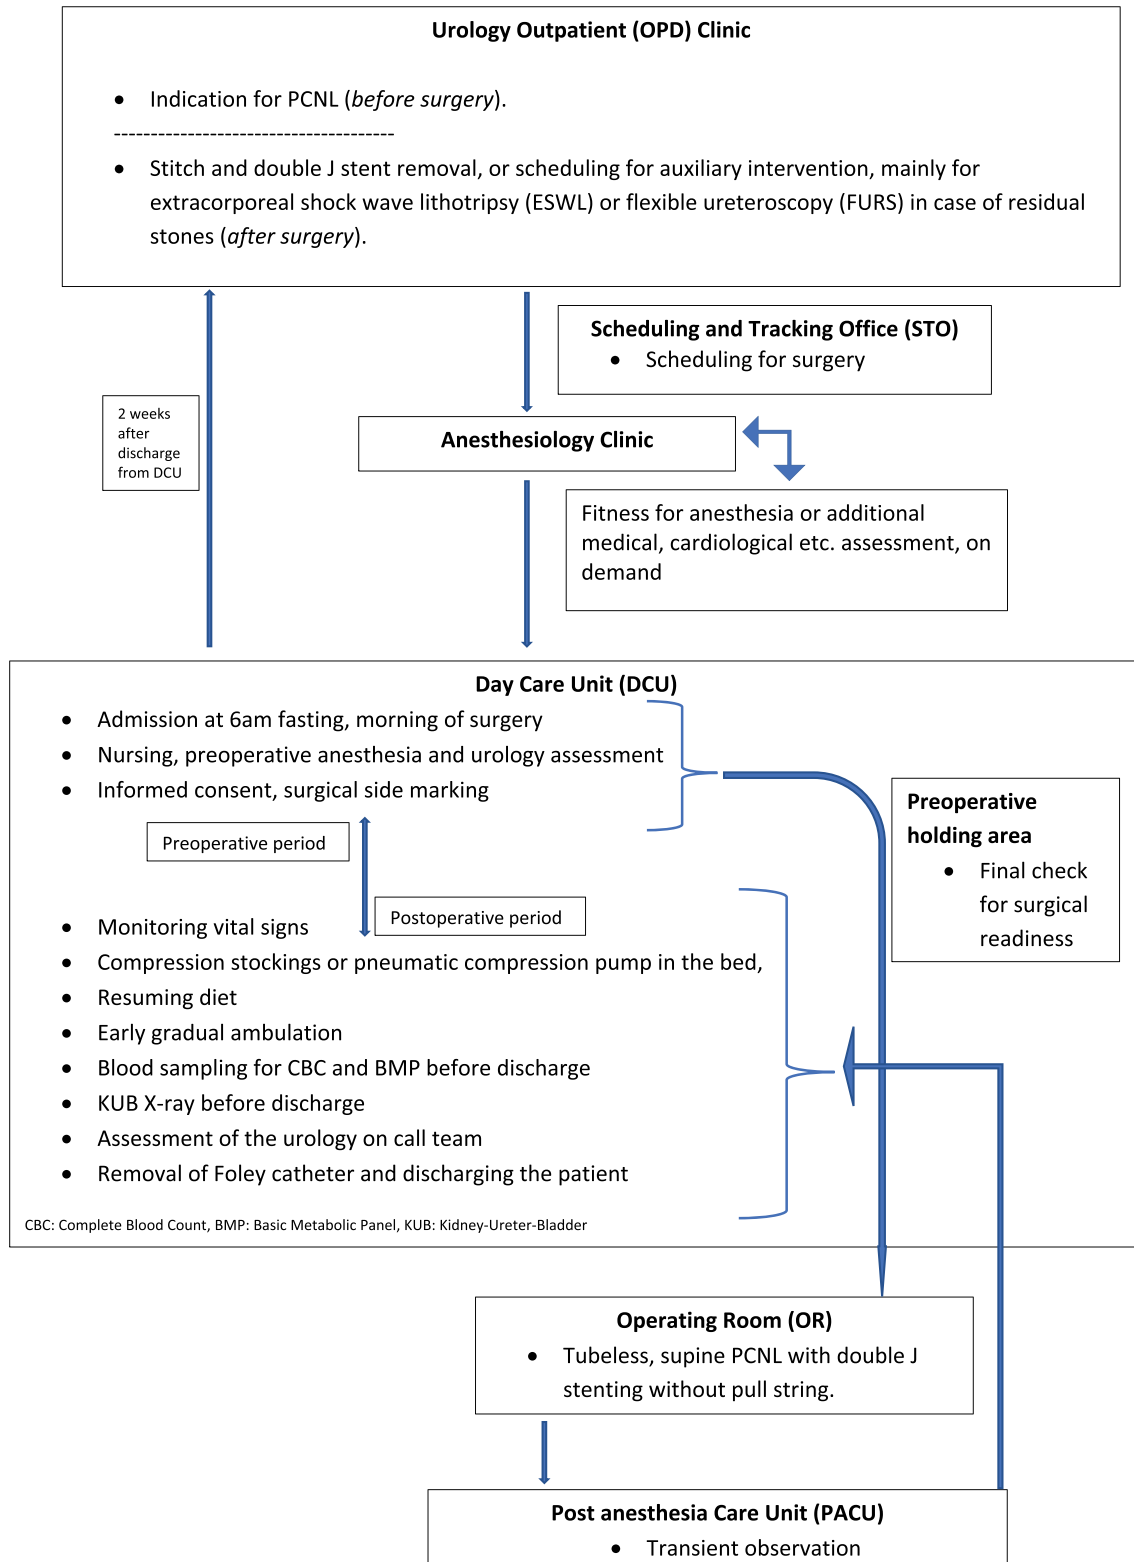 Urology Outpatient (OPD) Clinic
• Indication for PCNL (before surgery).
--------------------------------------
• Stitch and double J stent removal, or scheduling for auxiliary intervention, mainly for
extracorporeal shock wave lithotripsy (ESWL) or flexible ureteroscopy (FURS) in case of residual
stones (after surgery).
Scheduling and Tracking Office (STO)
• Scheduling for surgery
2 weeks
after
discharge
from DCU
Anesthesiology Clinic
Fitness for anesthesia or additional
medical, cardiological etc. assessment, on
demand
Day Care Unit (DCU)
• Admission at 6am fasting, morning of surgery
• Nursing, preoperative anesthesia and urology assessment
• Informed consent, surgical side marking
Preoperative period
Postoperative period
• Monitoring vital signs
• Compression stockings or pneumatic compression pump in the bed,
• Resuming diet
• Early gradual ambulation
• Blood sampling for CBC and BMP before discharge
• KUB X-ray before discharge
• Assessment of the urology on call team
• Removal of Foley catheter and discharging the patient
CBC: Complete Blood Count, BMP: Basic Metabolic Panel, KUB: Kidney-Ureter-Bladder
Preoperative
holding area
• Final check
for surgical
readiness
Operating Room (OR)
• Tubeless, supine PCNL with double J
stenting without pull string.
Post anesthesia Care Unit (PACU)
• Transient observation